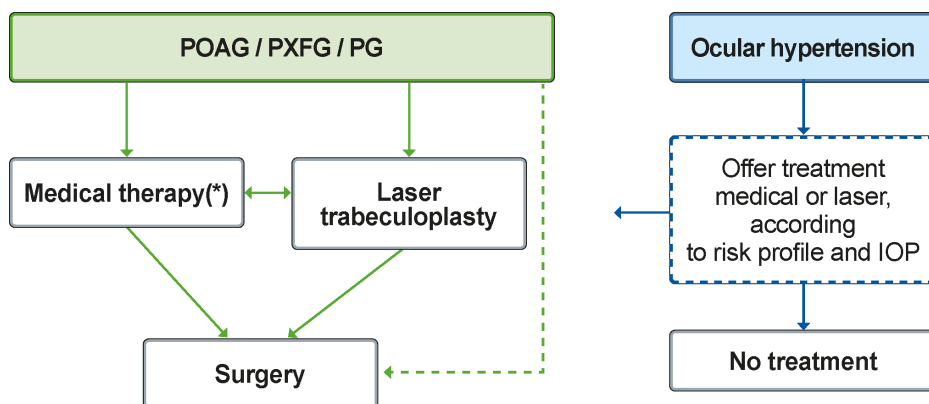 POAG / PXFG / PG
Medical therapy(*)
Laser
trabeculoplasty
Surgery
Ocular hypertension
Offer treatment
medical or laser,
according
to risk profile and IOP
No treatment